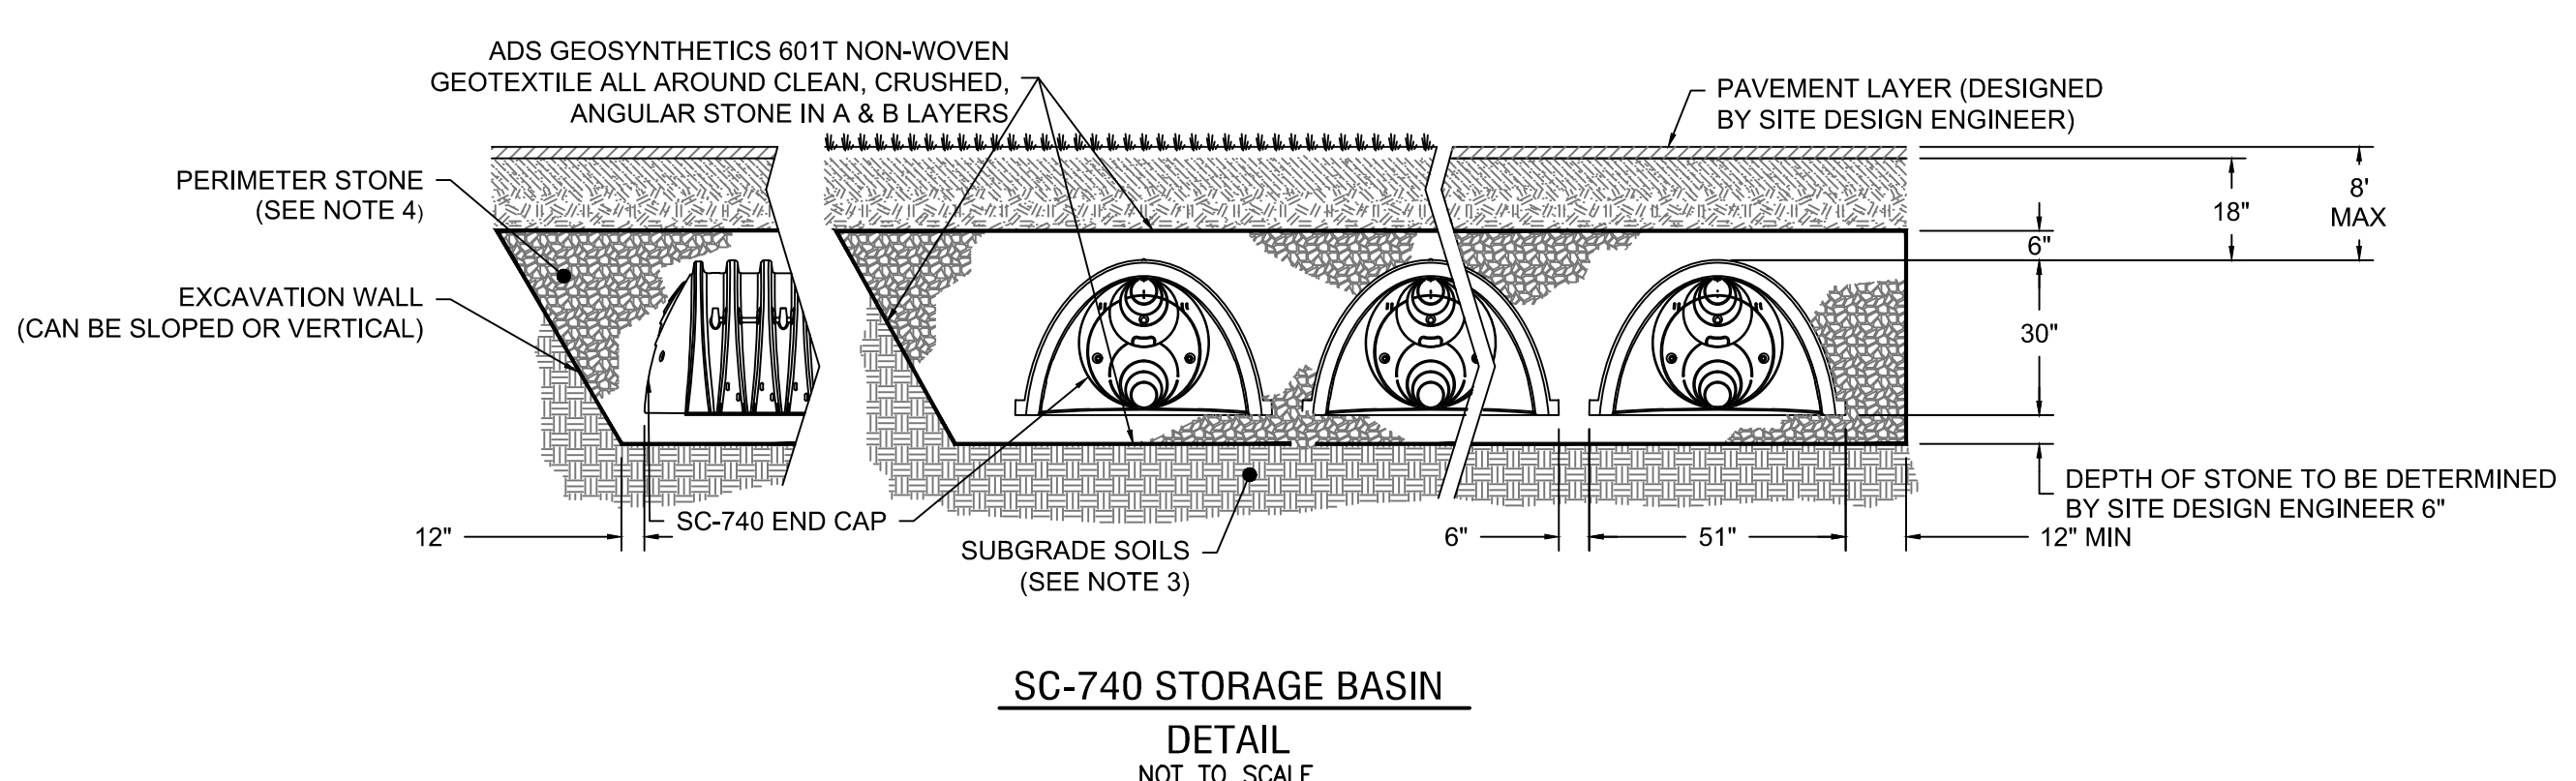 ADS GEOSYNTHETICS 601T NON-WOVEN
GEOTEXTILE ALL AROUND CLEAN, CRUSHED,
ANGULAR STONE IN A & B LAYERS
PAVEMENT LAYER (DESIGNED
BY SITE DESIGN ENGINEER)
PERIMETER STONE
(SEE NOTE 4)
EXCAVATION WALL
(CAN BE SLOPED OR VERTICAL)
8'
MAX
18"
6"
30"
DEPTH OF STONE TO BE DETERMINED
BY SITE DESIGN ENGINEER 6"
12"
SC-740 END CAP
SUBGRADE SOILS
(SEE NOTE 3)
6"
51"
12" MIN
SC-740 STORAGE BASIN
DETAIL
NOT TO SCALE